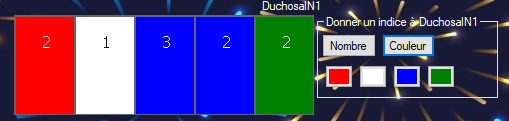 DuchosalN1
2 1 3 2 2
Donner un indice à DuchosalN1
Nombre Couleur